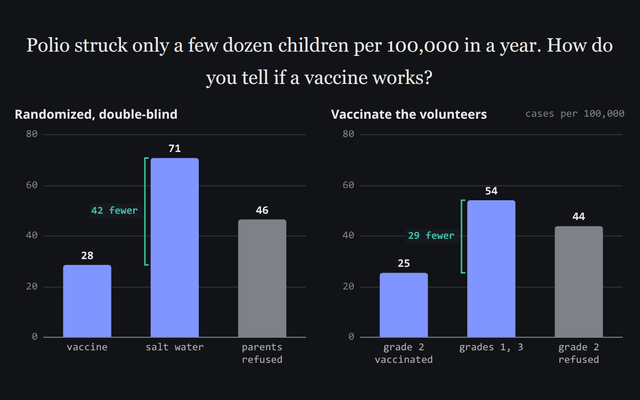 Polio struck only a few dozen children per 100,000 in a year. How do
you tell if a vaccine works?
Randomized, double-blind
80
60
40
20
0
28
71
46
42 fewer
vaccine
salt water
parents
refused
Vaccinate the volunteers
cases per 100,000
80
60
40
20
0
25
54
44
29 fewer
grade 2
vaccinated
grades 1, 3
grade 2
refused